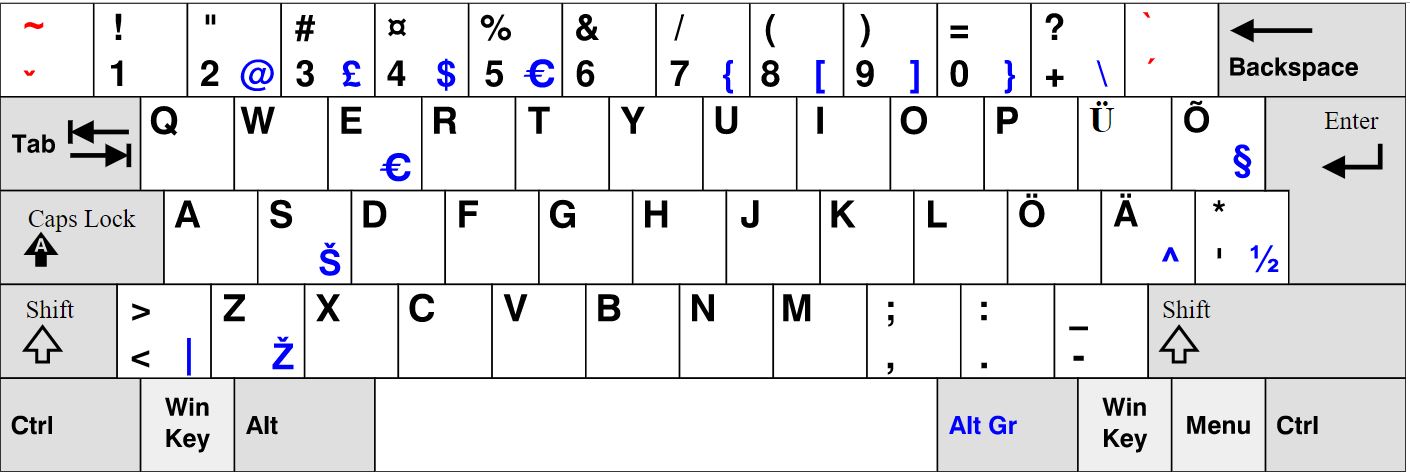 ~ ! " # ¤ % & / ( ) = ? `
ˇ 1 2 @ 3 £ 4 $ 5 € 6 7 { 8 [ 9 ] 0 } + \ ´ Backspace
Tab Q W E € R T Y U I O P Ü Õ § Enter
Caps Lock A A S Š D F G H J K L Ö Ä ^ * ' ½
Shift > < | Z Ž X C V B N M ; , : . _ - Shift
Ctrl Win Key Alt Alt Gr Win Key Menu Ctrl